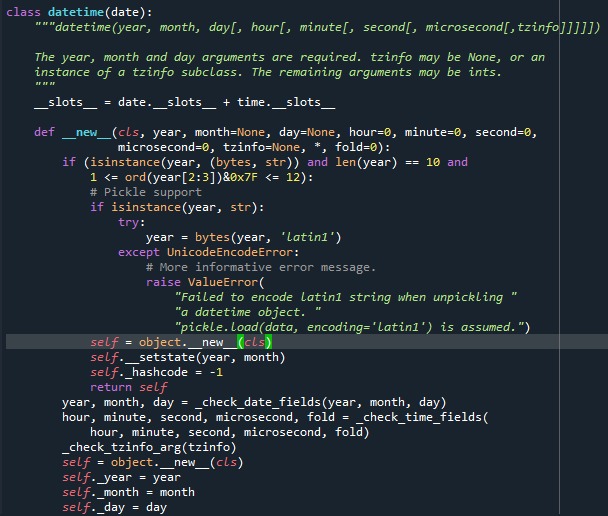 class datetime(date):
    """datetime(year, month, day[, hour[, minute[, second[, microsecond[,tzinfo]]]]])

    The year, month and day arguments are required. tzinfo may be None, or an
    instance of a tzinfo subclass. The remaining arguments may be ints.
    """
    __slots__ = date.__slots__ + time.__slots__

    def __new__(cls, year, month=None, day=None, hour=0, minute=0, second=0,
                microsecond=0, tzinfo=None, *, fold=0):
        if (isinstance(year, (bytes, str)) and len(year) == 10 and
            1 <= ord(year[2:3])&0x7F <= 12):
            # Pickle support
            if isinstance(year, str):
                try:
                    year = bytes(year, 'latin1')
                except UnicodeEncodeError:
                    # More informative error message.
                    raise ValueError(
                        "Failed to encode latin1 string when unpickling "
                        "a datetime object. "
                        "pickle.load(data, encoding='latin1') is assumed.")
            self = object.__new__(cls)
            self.__setstate(year, month)
            self._hashcode = -1
            return self
        year, month, day = _check_date_fields(year, month, day)
        hour, minute, second, microsecond, fold = _check_time_fields(
            hour, minute, second, microsecond, fold)
        _check_tzinfo_arg(tzinfo)
        self = object.__new__(cls)
        self._year = year
        self._month = month
        self._day = day